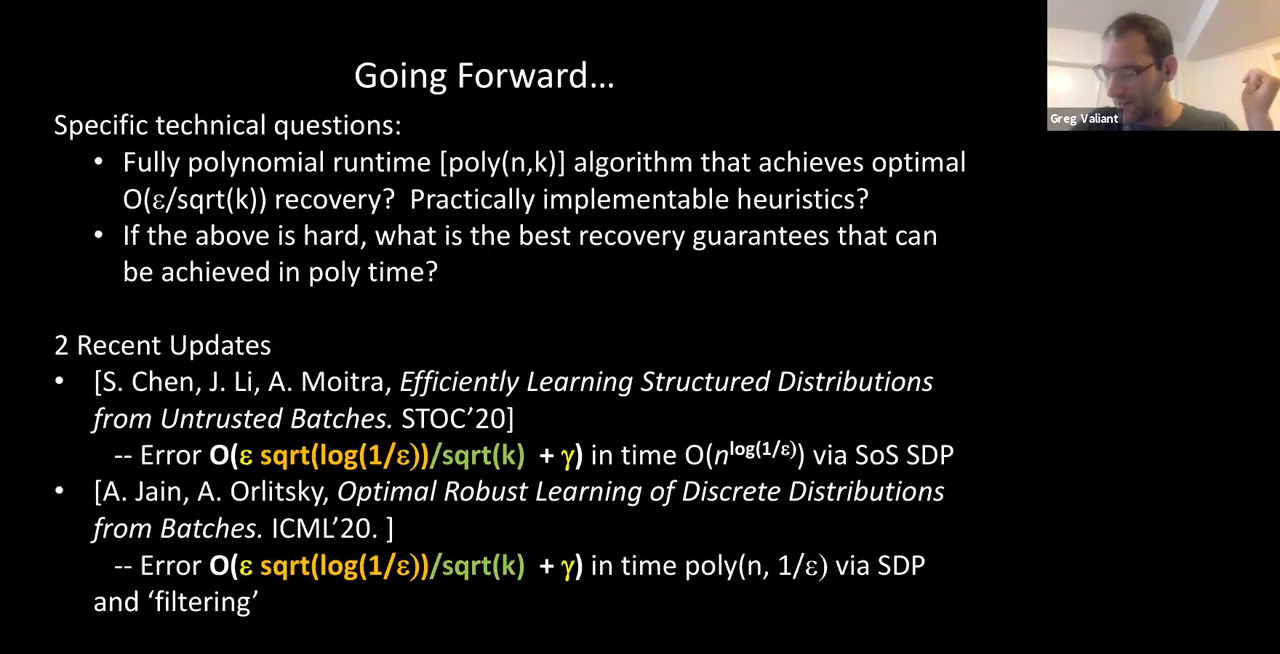 Going Forward…
Specific technical questions:
• Fully polynomial runtime [poly(n,k)] algorithm that achieves optimal
O(ε/sqrt(k)) recovery? Practically implementable heuristics?
• If the above is hard, what is the best recovery guarantees that can
be achieved in poly time?
2 Recent Updates
• [S. Chen, J. Li, A. Moitra, Efficiently Learning Structured Distributions
from Untrusted Batches. STOC’20]
-- Error O(ε sqrt(log(1/ε))/sqrt(k) + γ) in time O(n^log(1/ε)) via SoS SDP
• [A. Jain, A. Orlitsky, Optimal Robust Learning of Discrete Distributions
from Batches. ICML’20. ]
-- Error O(ε sqrt(log(1/ε))/sqrt(k) + γ) in time poly(n, 1/ε) via SDP
and ‘filtering’
Greg Valiant